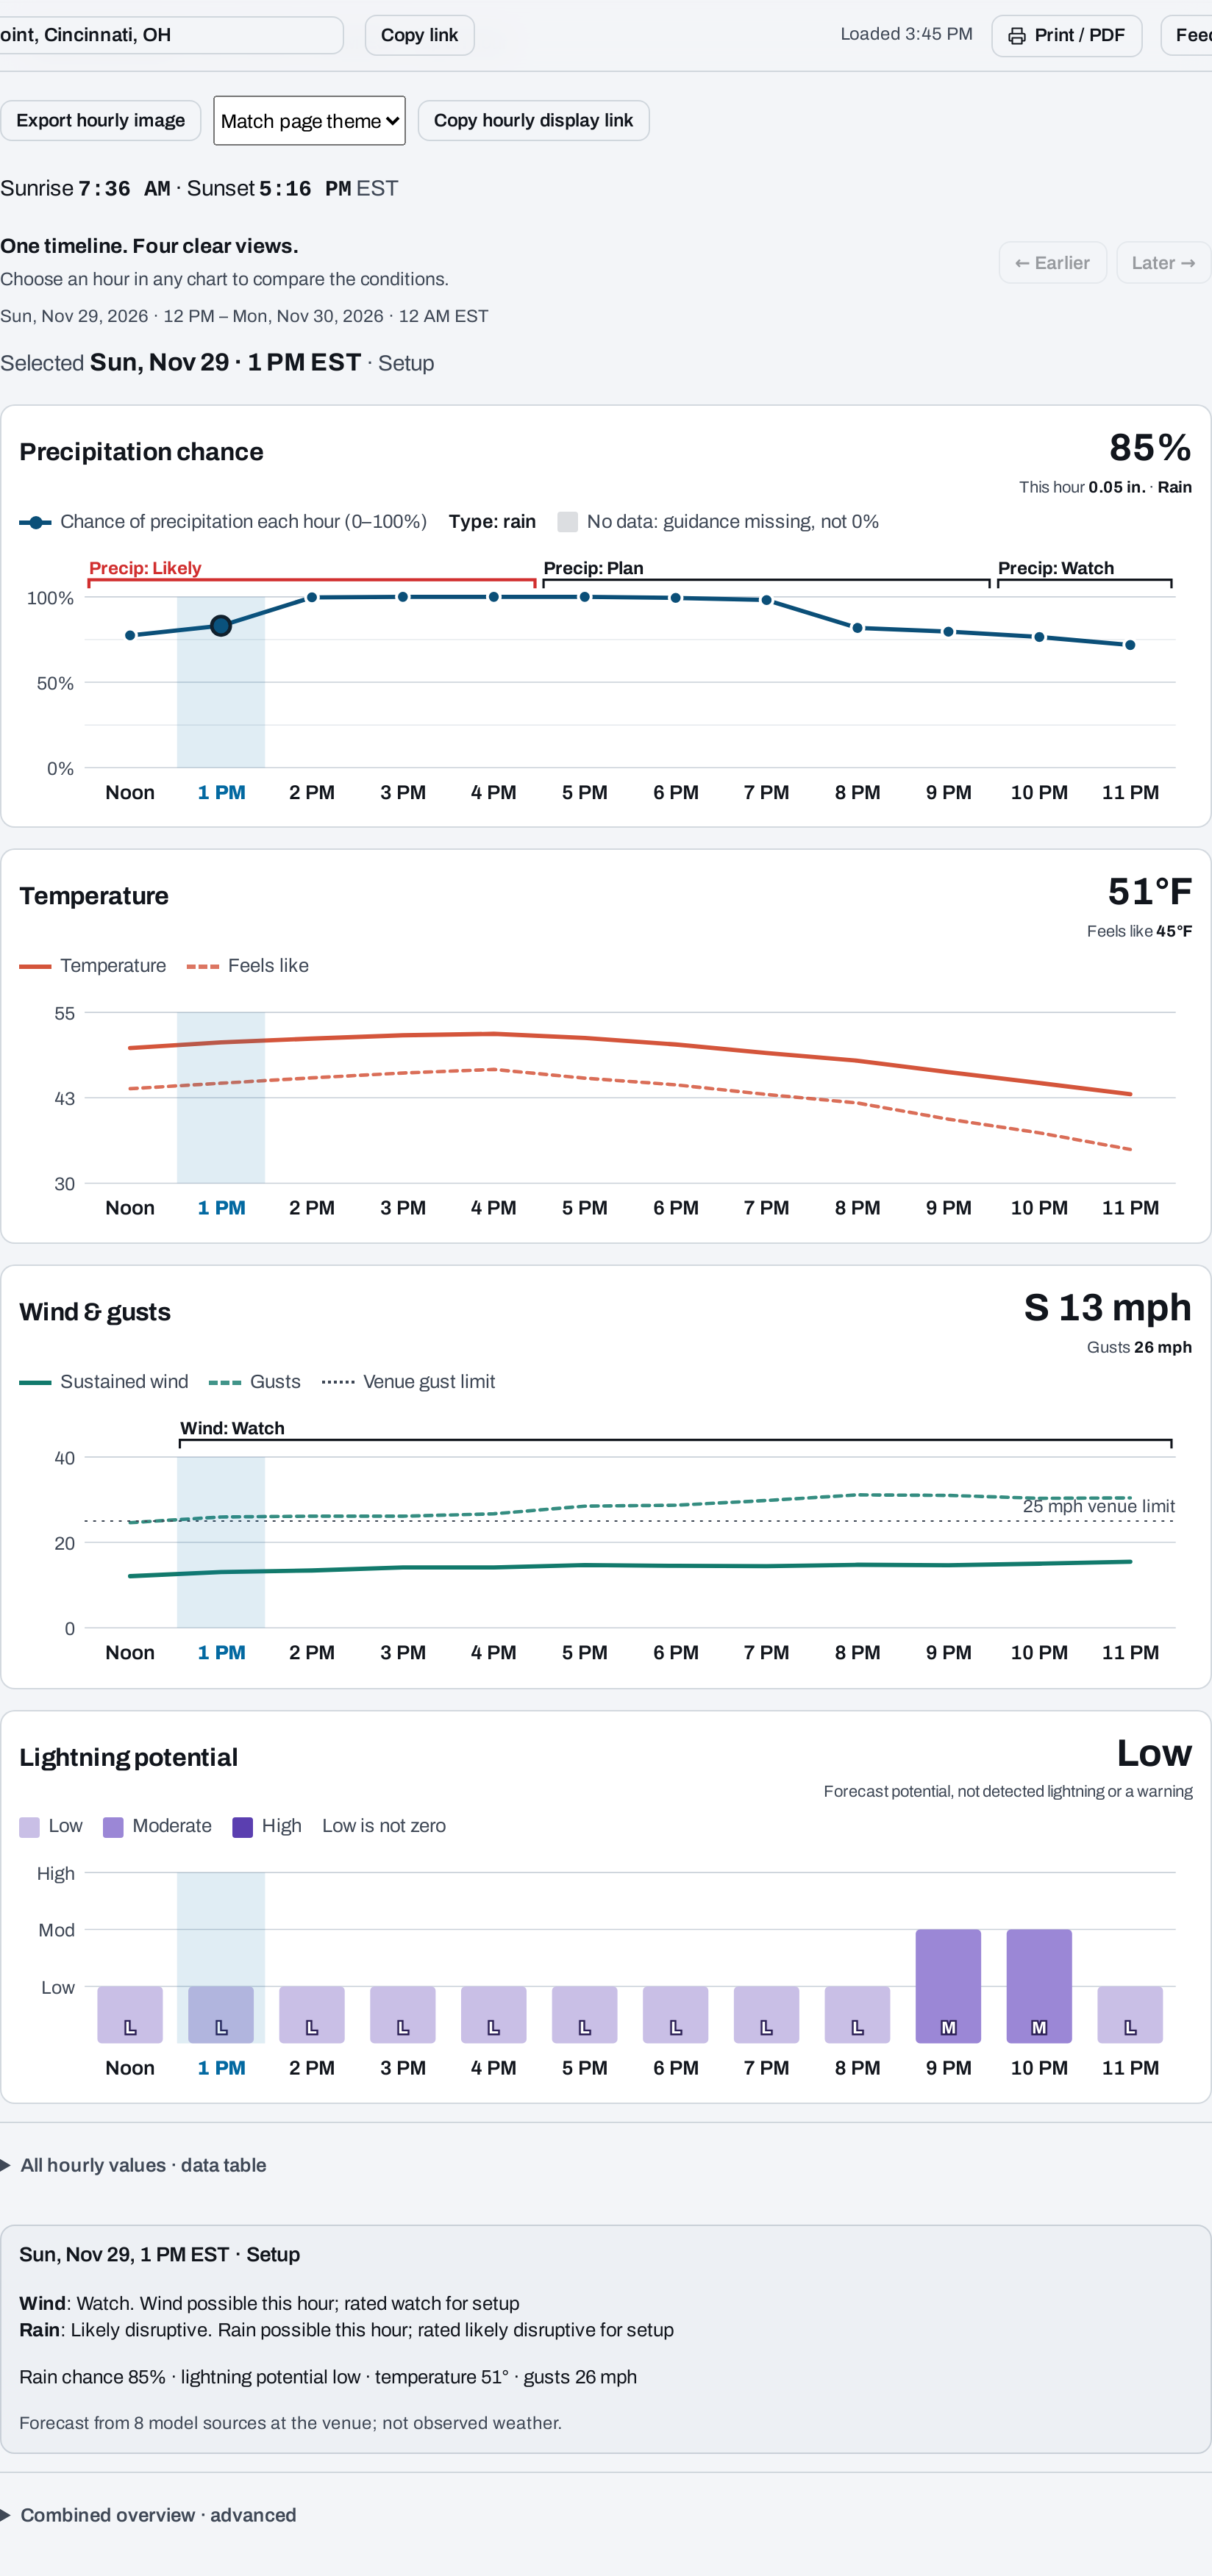 oint, Cincinnati, OH
Copy link
Loaded 3:45 PM
Print / PDF
Feed
Export hourly image
Match page theme
Copy hourly display link
Sunrise 7:36 AM · Sunset 5:16 PM EST
One timeline. Four clear views.
Choose an hour in any chart to compare the conditions.
← Earlier
Later →
Sun, Nov 29, 2026 · 12 PM – Mon, Nov 30, 2026 · 12 AM EST
Selected Sun, Nov 29 · 1 PM EST · Setup
Precipitation chance
85%
This hour 0.05 in. · Rain
Chance of precipitation each hour (0–100%)
Type: rain
No data: guidance missing, not 0%
Precip: Likely
Precip: Plan
Precip: Watch
100%
50%
0%
Noon 1 PM 2 PM 3 PM 4 PM 5 PM 6 PM 7 PM 8 PM 9 PM 10 PM 11 PM
Temperature
51°F
Feels like 45°F
Temperature
Feels like
55
43
30
Noon 1 PM 2 PM 3 PM 4 PM 5 PM 6 PM 7 PM 8 PM 9 PM 10 PM 11 PM
Wind & gusts
S 13 mph
Gusts 26 mph
Sustained wind
Gusts
Venue gust limit
Wind: Watch
40
25 mph venue limit
20
0
Noon 1 PM 2 PM 3 PM 4 PM 5 PM 6 PM 7 PM 8 PM 9 PM 10 PM 11 PM
Lightning potential
Low
Forecast potential, not detected lightning or a warning
Low
Moderate
High
Low is not zero
High
Mod
Low
L L L L L L L L L M M L
Noon 1 PM 2 PM 3 PM 4 PM 5 PM 6 PM 7 PM 8 PM 9 PM 10 PM 11 PM
All hourly values · data table
Sun, Nov 29, 1 PM EST · Setup
Wind: Watch. Wind possible this hour; rated watch for setup
Rain: Likely disruptive. Rain possible this hour; rated likely disruptive for setup
Rain chance 85% · lightning potential low · temperature 51° · gusts 26 mph
Forecast from 8 model sources at the venue; not observed weather.
Combined overview · advanced